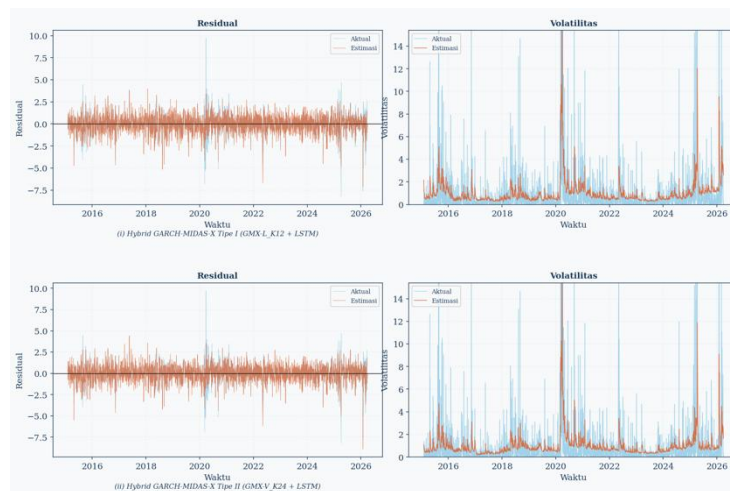 Residual
Volatilitas
10.0
7.5
5.0
2.5
0.0
−2.5
−5.0
−7.5
Residual
Aktual
Estimasi
2016 2018 2020 2022 2024 2026
Waktu
14
12
10
8
6
4
2
0
Volatilitas
Aktual
Estimasi
2016 2018 2020 2022 2024 2026
Waktu
(i) Hybrid GARCH-MIDAS-X Tipe I (GMX-L_K12 + LSTM)
Residual
Volatilitas
10.0
7.5
5.0
2.5
0.0
−2.5
−5.0
−7.5
Residual
Aktual
Estimasi
2016 2018 2020 2022 2024 2026
Waktu
14
12
10
8
6
4
2
0
Volatilitas
Aktual
Estimasi
2016 2018 2020 2022 2024 2026
Waktu
(ii) Hybrid GARCH-MIDAS-X Tipe II (GMX-V_K24 + LSTM)